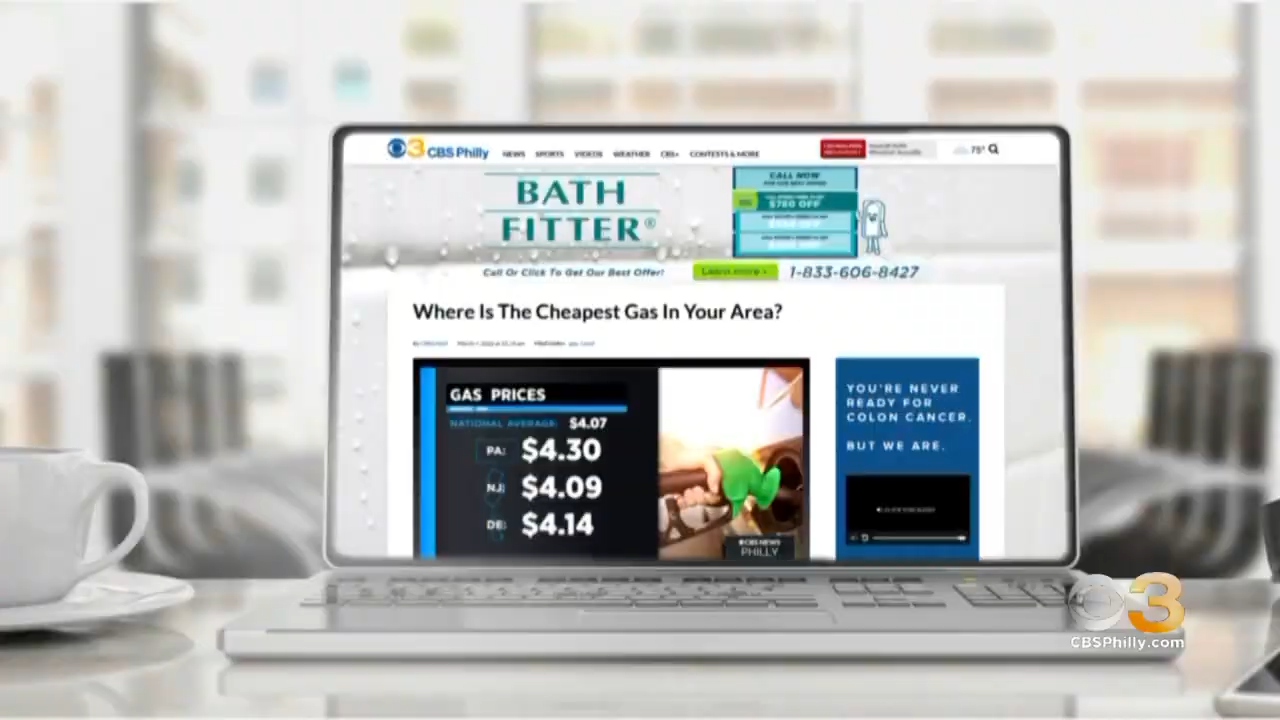 3 CBS Philly NEWS SPORTS VIDEOS WEATHER CBS+ CONTESTS & MORE 75°
BATH
FITTER®
CALL NOW
$780 OFF
Call Or Click To Get Our Best Offer! Learn more 1-833-606-8427
Where Is The Cheapest Gas In Your Area?
GAS PRICES
NATIONAL AVERAGE: $4.07
PA: $4.30
NJ: $4.09
DE: $4.14
CBS NEWS
PHILLY
YOU'RE NEVER
READY FOR
COLON CANCER.
BUT WE ARE.
3
CBSPhilly.com